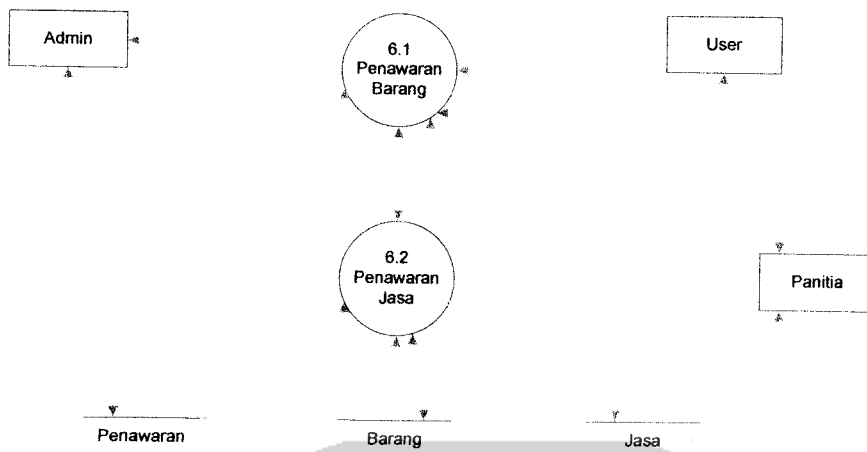 Admin
6.1
Penawaran
Barang
User
6.2
Penawaran
Jasa
Panitia
Penawaran
Barang
Jasa